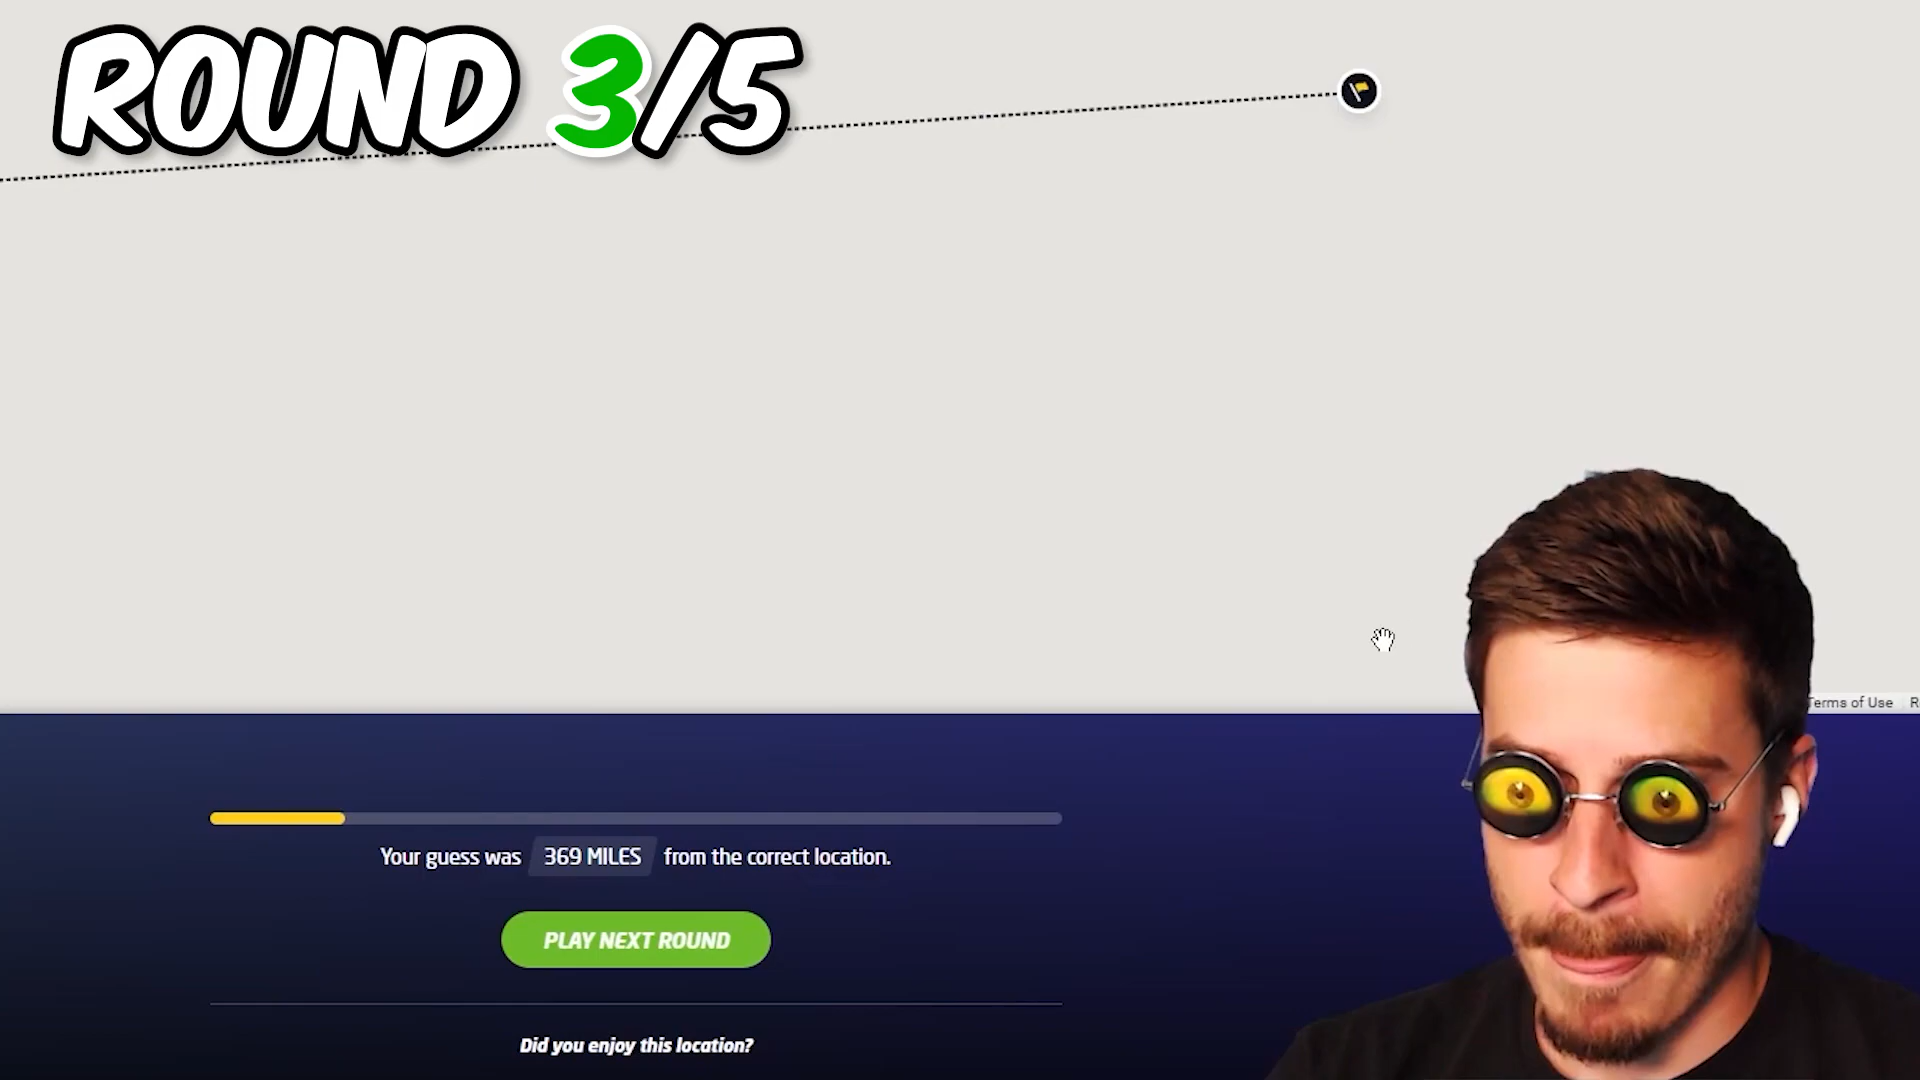 ROUND 3/5
Terms of Use
Your guess was 369 MILES from the correct location.
PLAY NEXT ROUND
Did you enjoy this location?